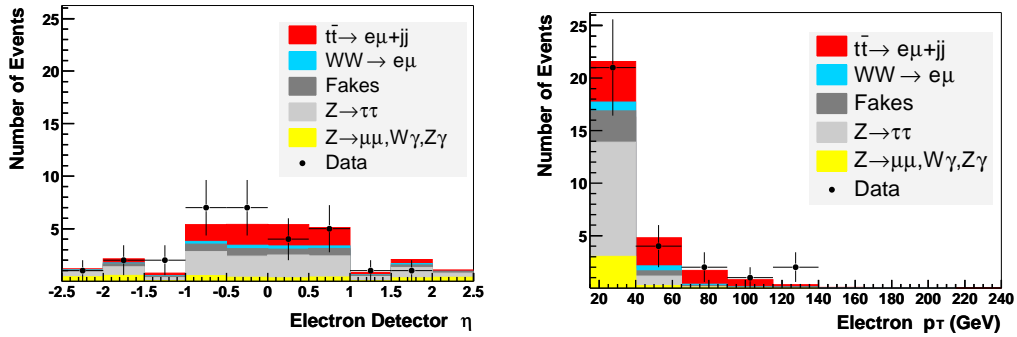 Number of Events
25
20
15
10
5
tt̄→ eμ+jj
WW → eμ
Fakes
Z→ττ
Z→μμ,Wγ,Zγ
Data
-2.5 -2 -1.5 -1 -0.5 0 0.5 1 1.5 2 2.5
Electron Detector η
Number of Events
25
20
15
10
5
tt̄→ eμ+jj
WW → eμ
Fakes
Z→ττ
Z→μμ,Wγ,Zγ
Data
20 40 60 80 100 120 140 160 180 200 220 240
Electron pT (GeV)